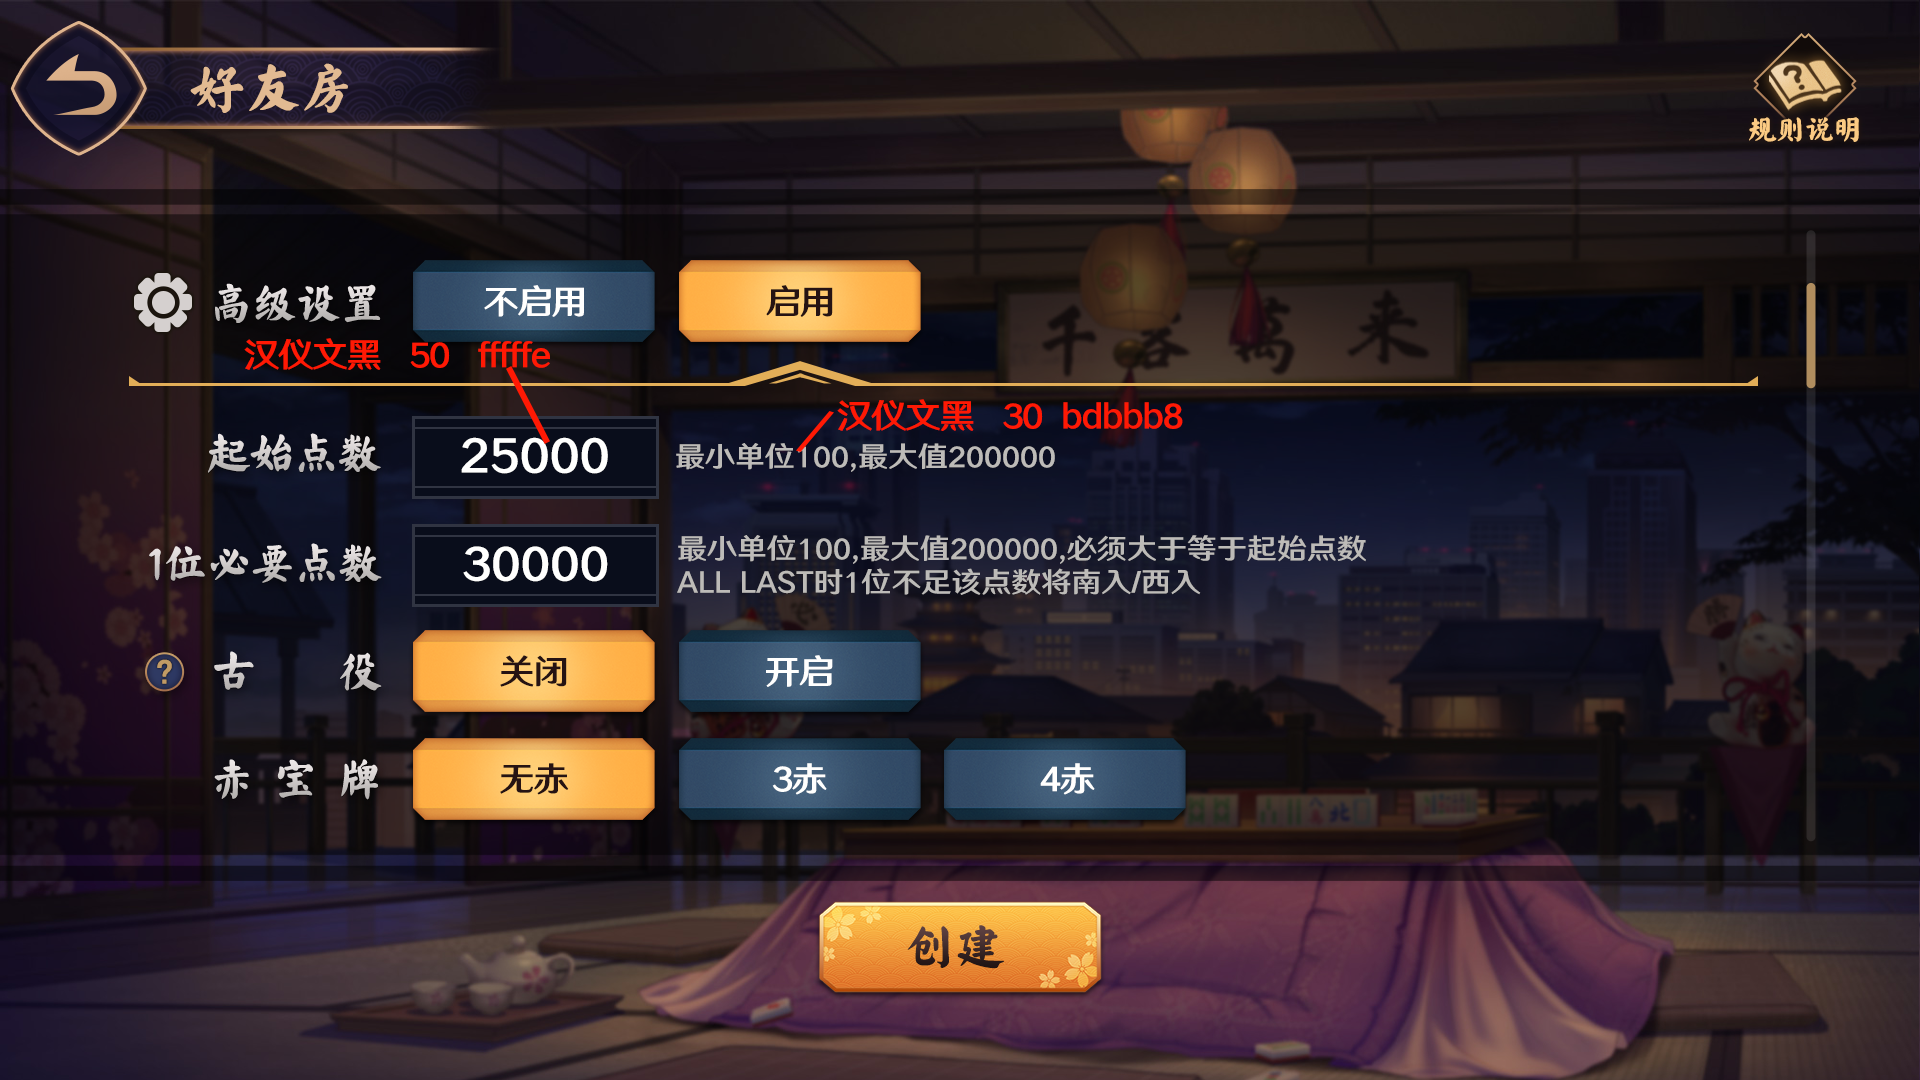 好友房
规则说明
高级设置 不启用 启用
汉仪文黑 50 fffffe
千客萬来
汉仪文黑 30 bdbbb8
起始点数 25000 最小单位100,最大值200000
1位必要点数 30000 最小单位100,最大值200000,必须大于等于起始点数
ALL LAST时1位不足该点数将南入/西入
? 古役 关闭 开启
赤宝牌 无赤 3赤 4赤
创建